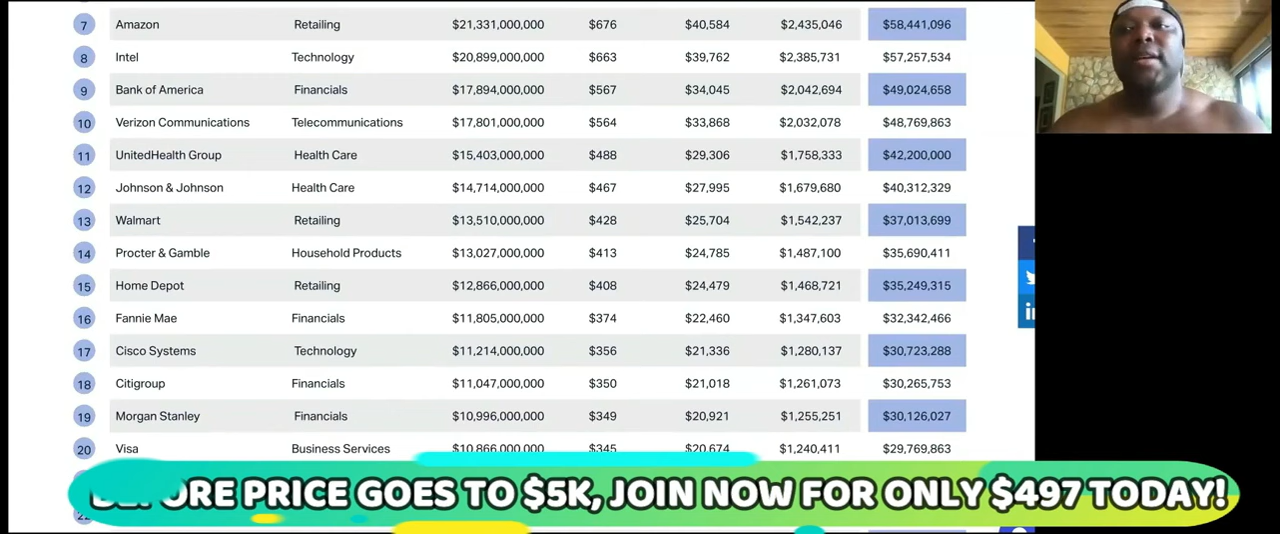 7 Amazon Retailing $21,331,000,000 $676 $40,584 $2,435,046 $58,441,096
8 Intel Technology $20,899,000,000 $663 $39,762 $2,385,731 $57,257,534
9 Bank of America Financials $17,894,000,000 $567 $34,045 $2,042,694 $49,024,658
10 Verizon Communications Telecommunications $17,801,000,000 $564 $33,868 $2,032,078 $48,769,863
11 UnitedHealth Group Health Care $15,403,000,000 $488 $29,306 $1,758,333 $42,200,000
12 Johnson & Johnson Health Care $14,714,000,000 $467 $27,995 $1,679,680 $40,312,329
13 Walmart Retailing $13,510,000,000 $428 $25,704 $1,542,237 $37,013,699
14 Procter & Gamble Household Products $13,027,000,000 $413 $24,785 $1,487,100 $35,690,411
15 Home Depot Retailing $12,866,000,000 $408 $24,479 $1,468,721 $35,249,315
16 Fannie Mae Financials $11,805,000,000 $374 $22,460 $1,347,603 $32,342,466
17 Cisco Systems Technology $11,214,000,000 $356 $21,336 $1,280,137 $30,723,288
18 Citigroup Financials $11,047,000,000 $350 $21,018 $1,261,073 $30,265,753
19 Morgan Stanley Financials $10,996,000,000 $349 $20,921 $1,255,251 $30,126,027
20 Visa Business Services $10,866,000,000 $345 $20,674 $1,240,411 $29,769,863
BEFORE PRICE GOES TO $5K, JOIN NOW FOR ONLY $497 TODAY!